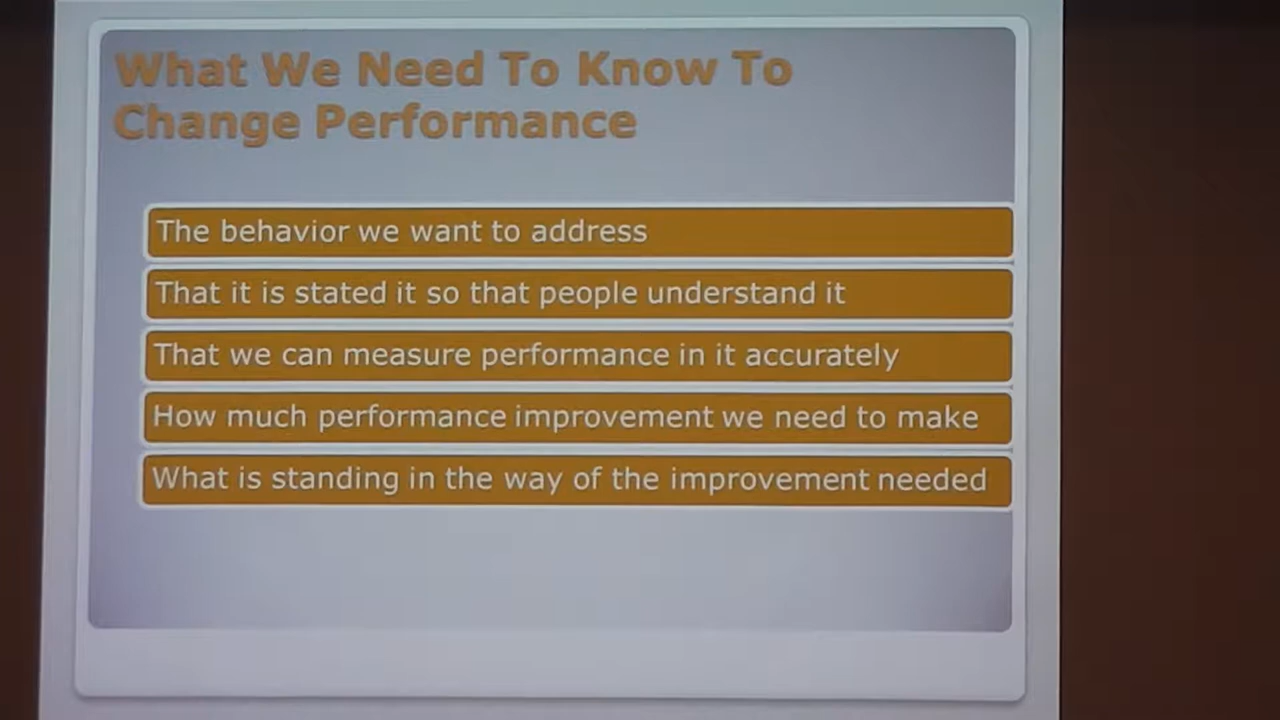 What We Need To Know To
Change Performance
The behavior we want to address
That it is stated it so that people understand it
That we can measure performance in it accurately
How much performance improvement we need to make
What is standing in the way of the improvement needed